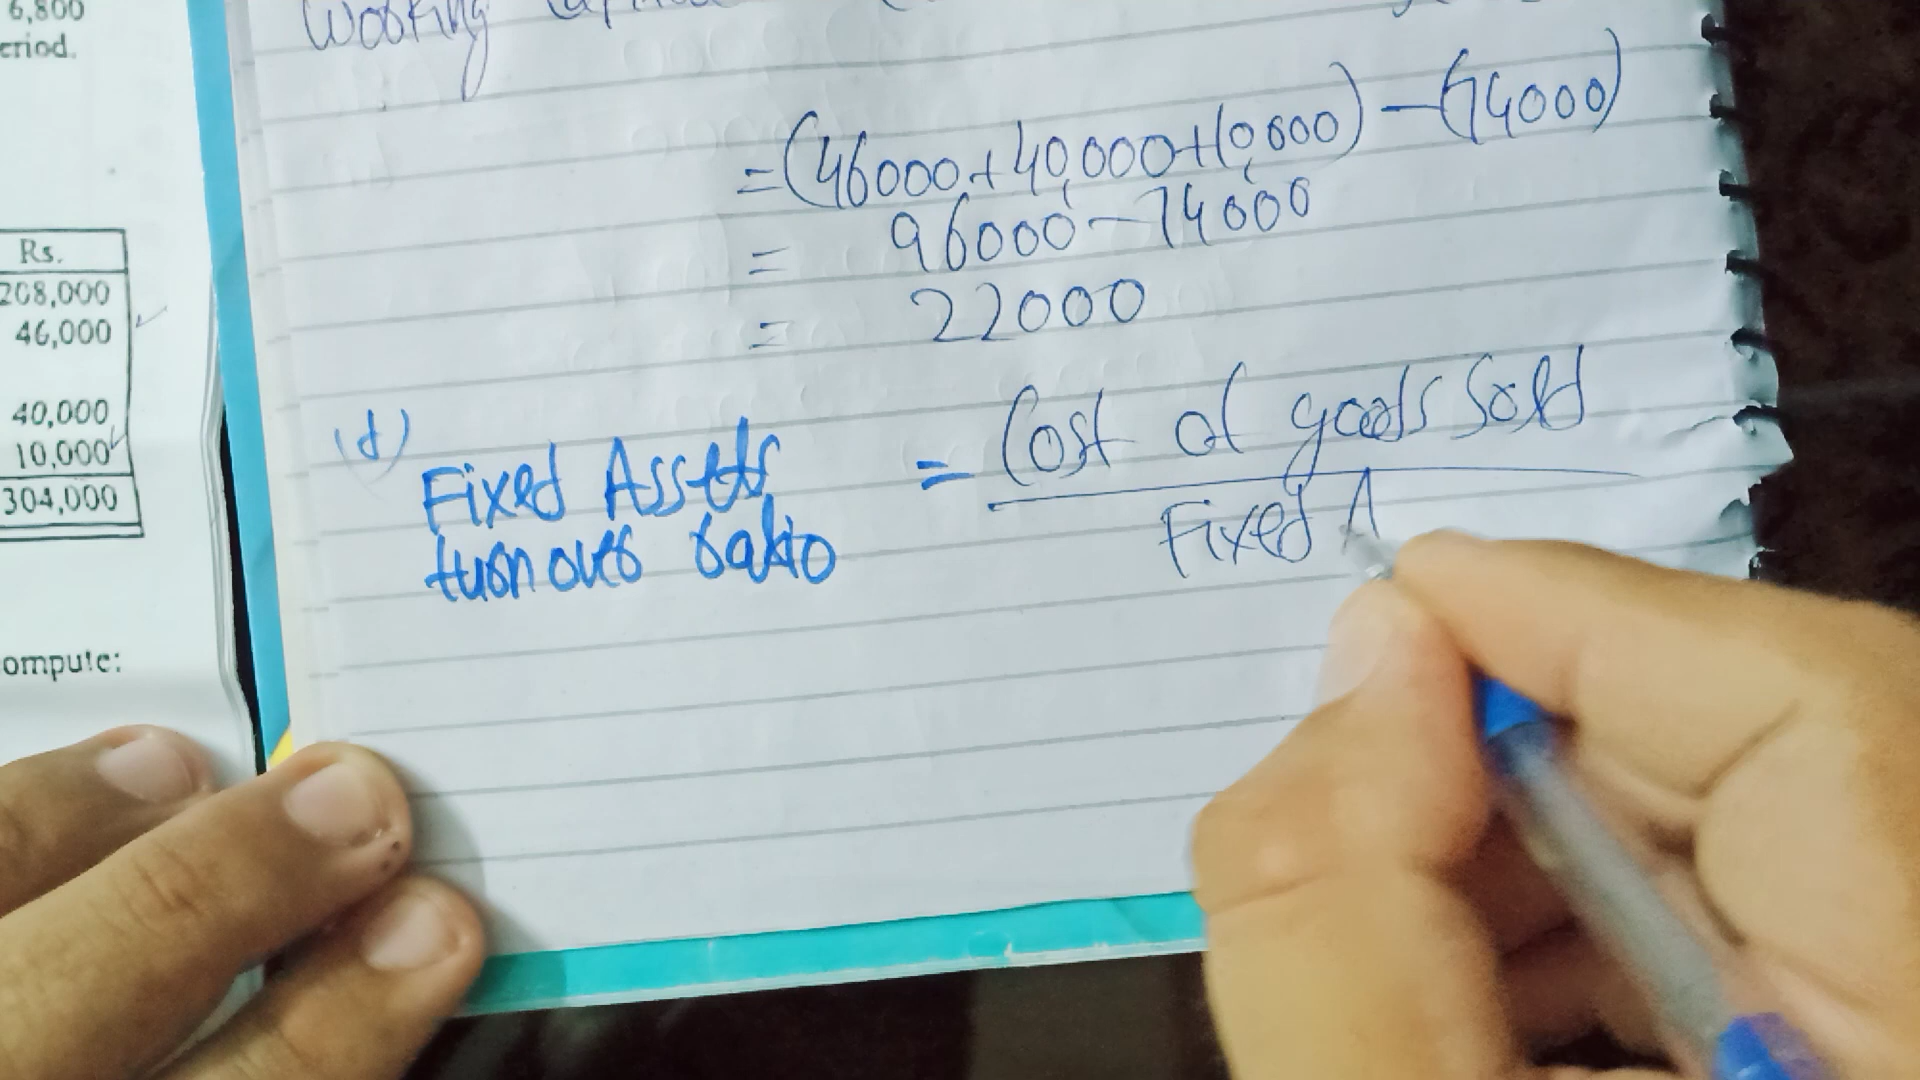 6,800
eriod.
Rs.
208,000
46,000
40,000
10,000
304,000
ompute:
Working
=(46000+40,000+10,000)-(74000)
= 96000-74000
= 22000
(d) Fixed Assets = Cost of goods Sold
turnover ratio Fixed A